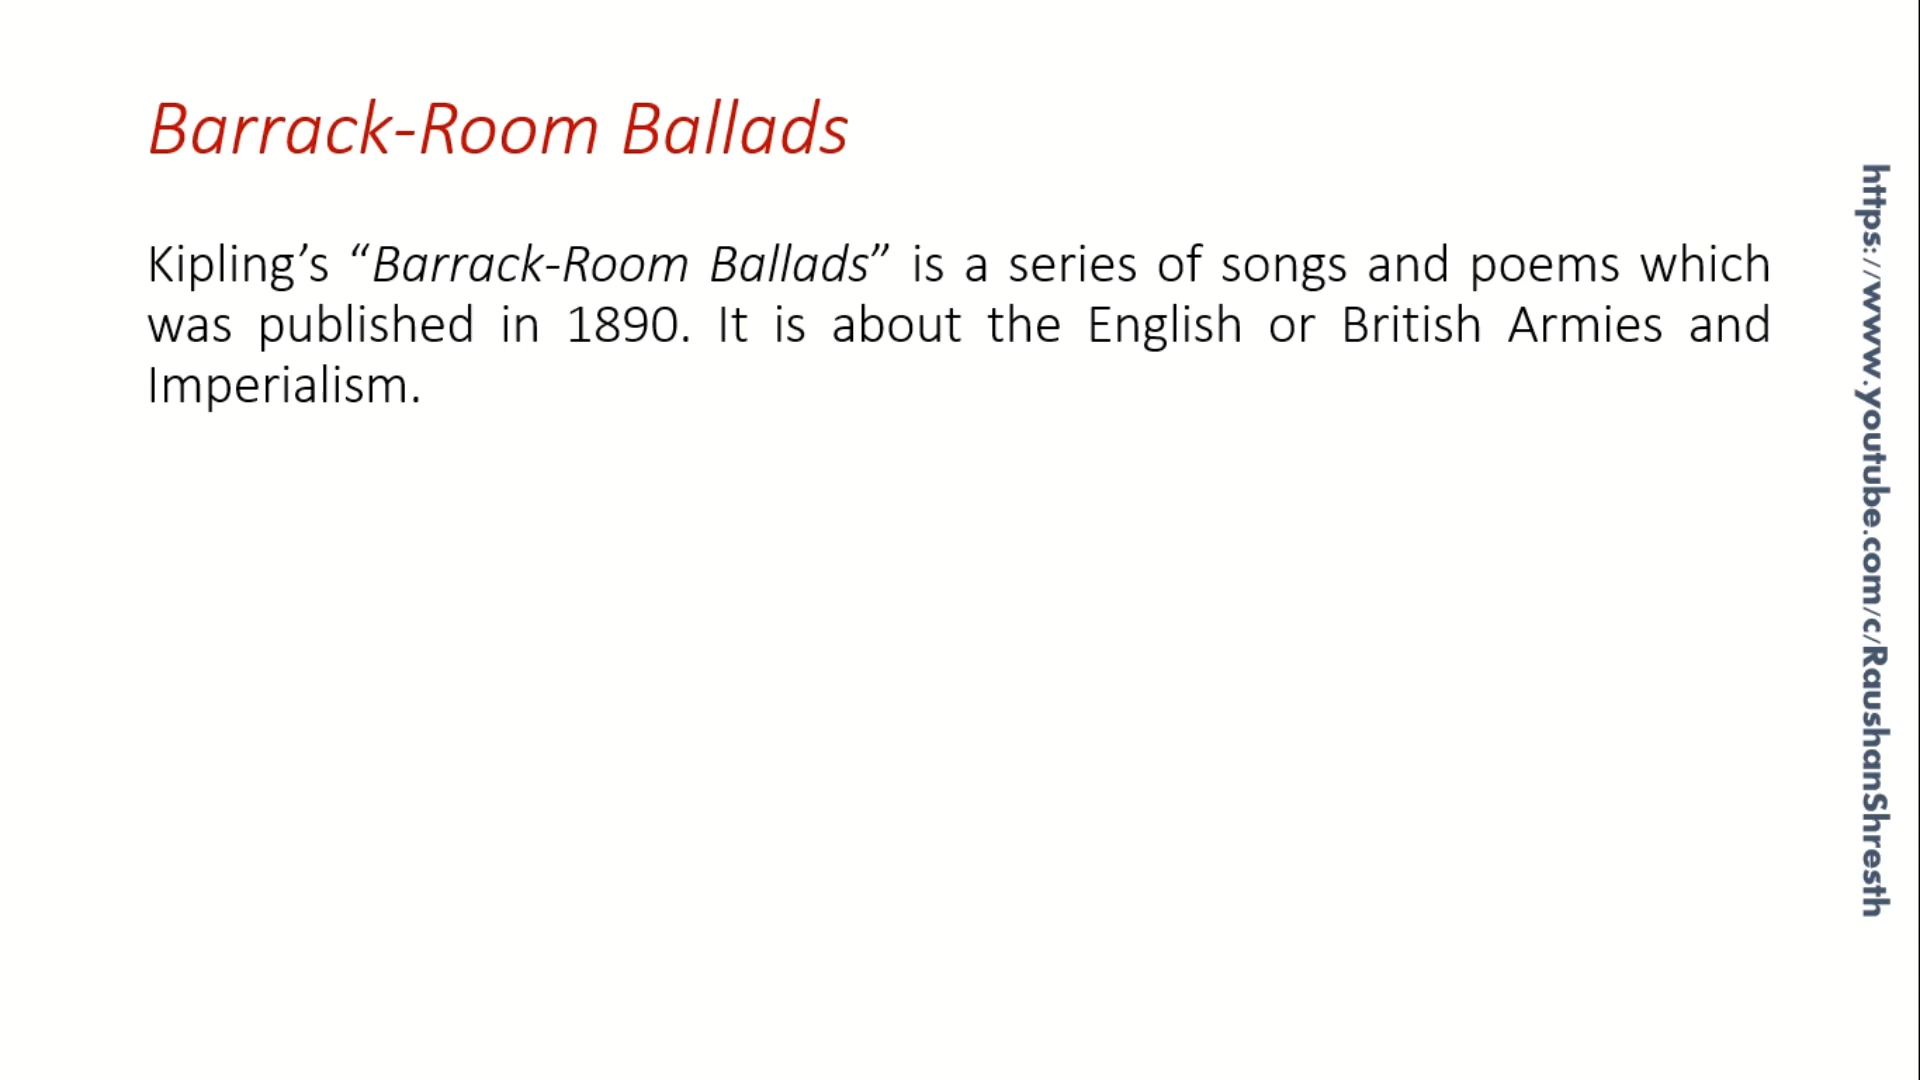 Barrack-Room Ballads
Kipling’s “Barrack-Room Ballads” is a series of songs and poems which
was published in 1890. It is about the English or British Armies and
Imperialism.
https://www.youtube.com/c/RaushanShresth